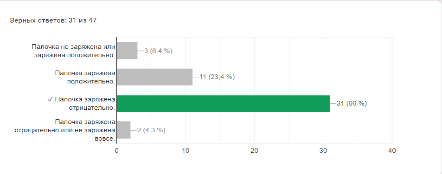 Верных ответов: 31 из 47
Палочка не заряжена или
заряжена положительно.
3 (6,4 %)
Палочка заряжена
положительно.
11 (23,4 %)
✓ Палочка заряжена
отрицательно.
31 (66 %)
Палочка заряжена
отрицательно или не заряжена
вовсе.
2 (4,3 %)
0
10
20
30
40